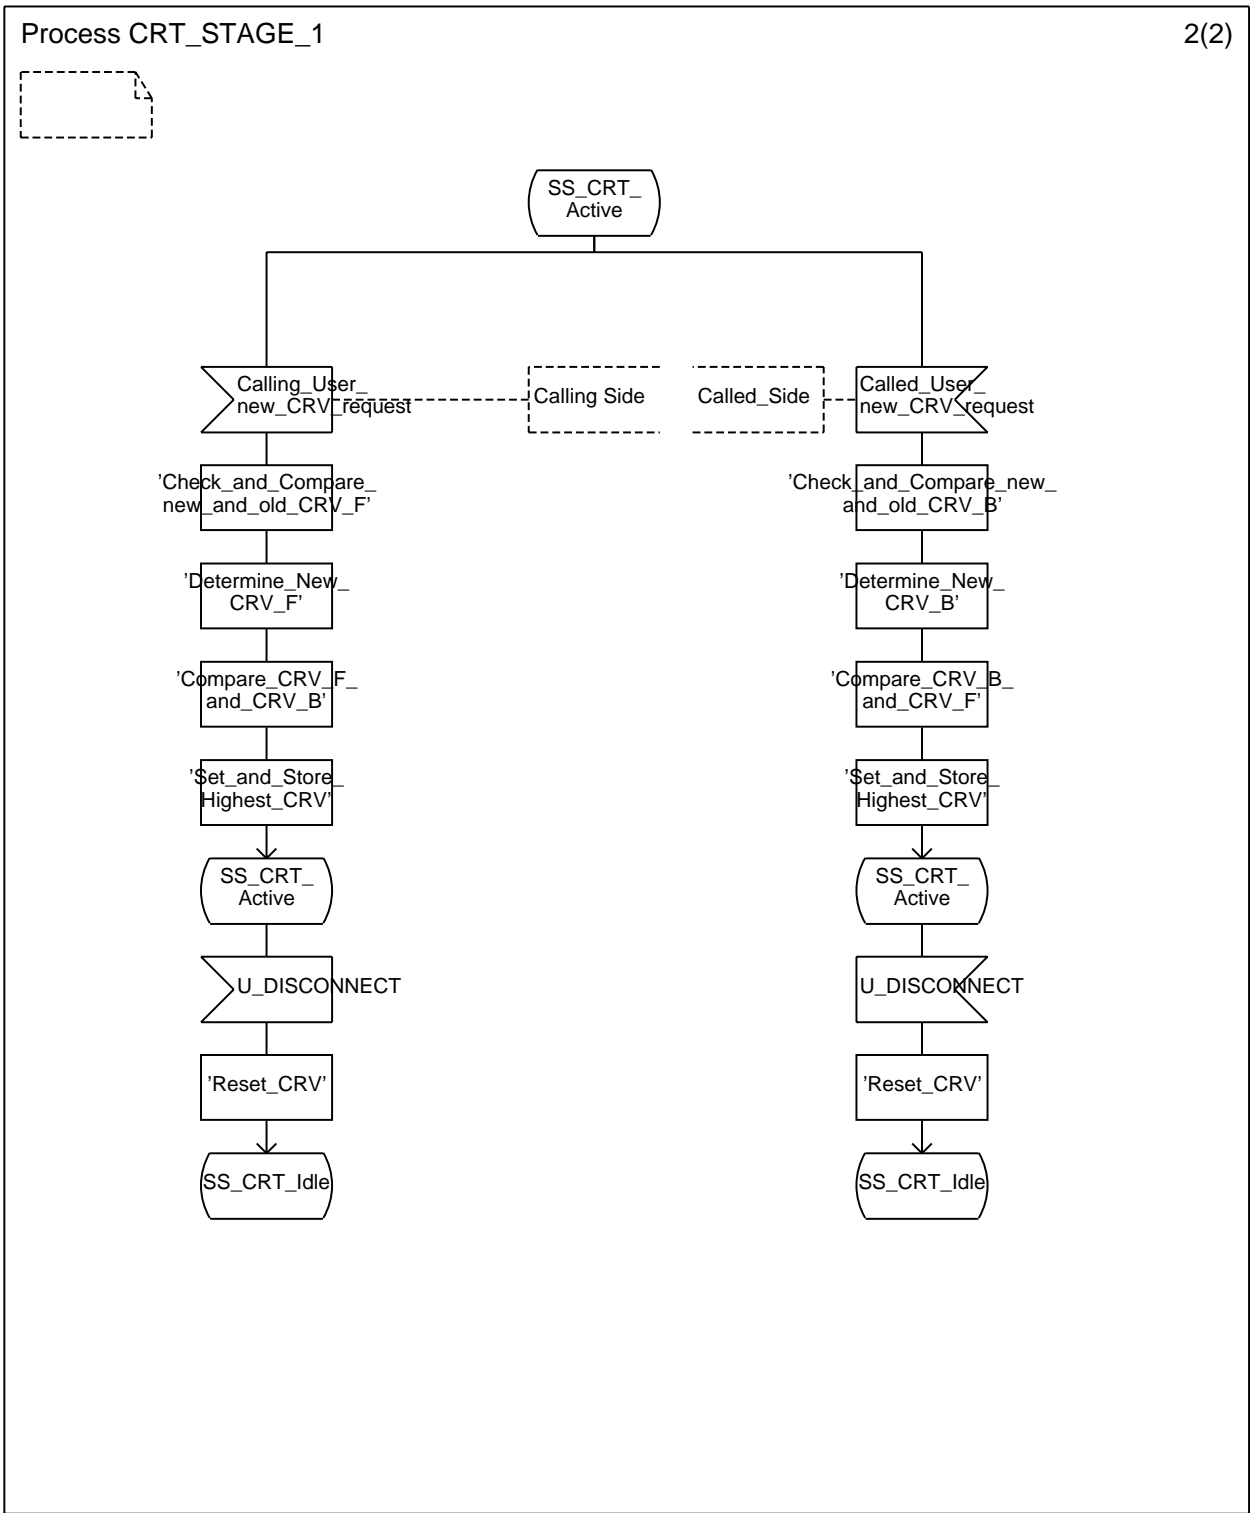 Process CRT_STAGE_1
2(2)
SS_CRT_
Active
Calling_User_
new_CRV_request
Calling Side
Called_Side
Called_User_
new_CRV_request
’Check_and_Compare_
new_and_old_CRV_F’
’Check_and_Compare_new_
and_old_CRV_B’
’Determine_New_
CRV_F’
’Determine_New_
CRV_B’
’Compare_CRV_F_
and_CRV_B’
’Compare_CRV_B_
and_CRV_F’
’Set_and_Store_
Highest_CRV’
’Set_and_Store_
Highest_CRV’
SS_CRT_
Active
SS_CRT_
Active
U_DISCONNECT
U_DISCONNECT
’Reset_CRV’
’Reset_CRV’
SS_CRT_Idle
SS_CRT_Idle